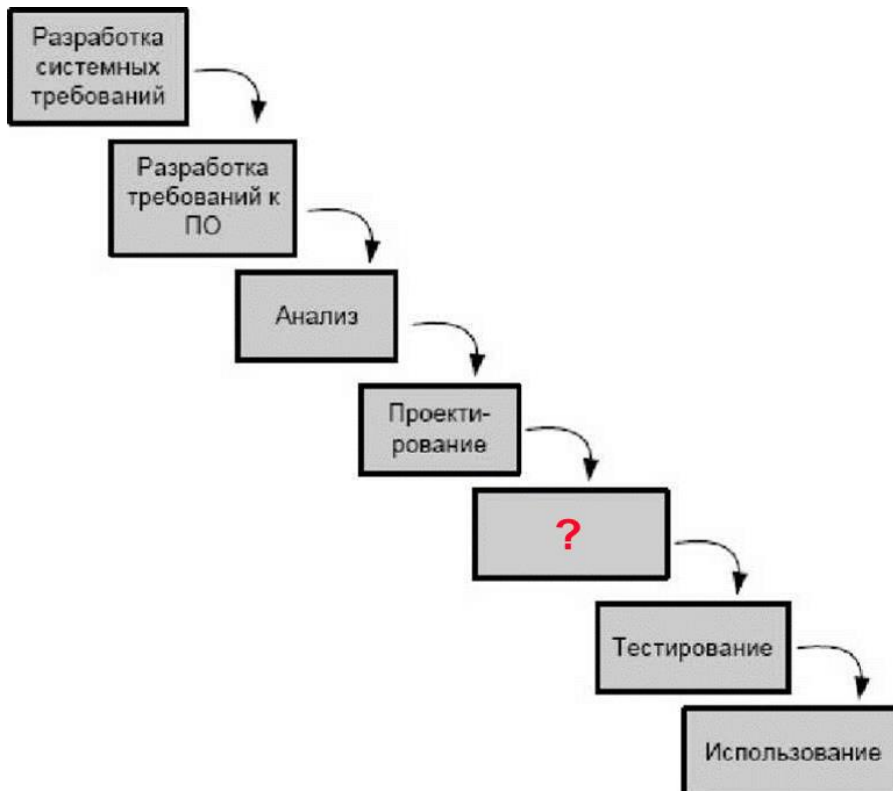 Разработка
системных
требований
Разработка
требований к
ПО
Анализ
Проекти-
рование
?
Тестирование
Использование